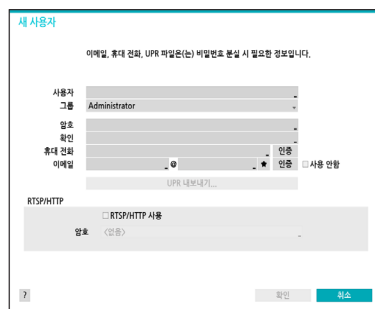 새 사용자
이메일, 휴대 전화, UPR 파일은(는) 비밀번호 분실 시 필요한 정보입니다.
사용자
그룹 Administrator
암호
확인
휴대 전화 인증
이메일 @ 인증 사용 안함
UPR 내보내기...
RTSP/HTTP
RTSP/HTTP 사용
암호 <없음>
? 확인 취소